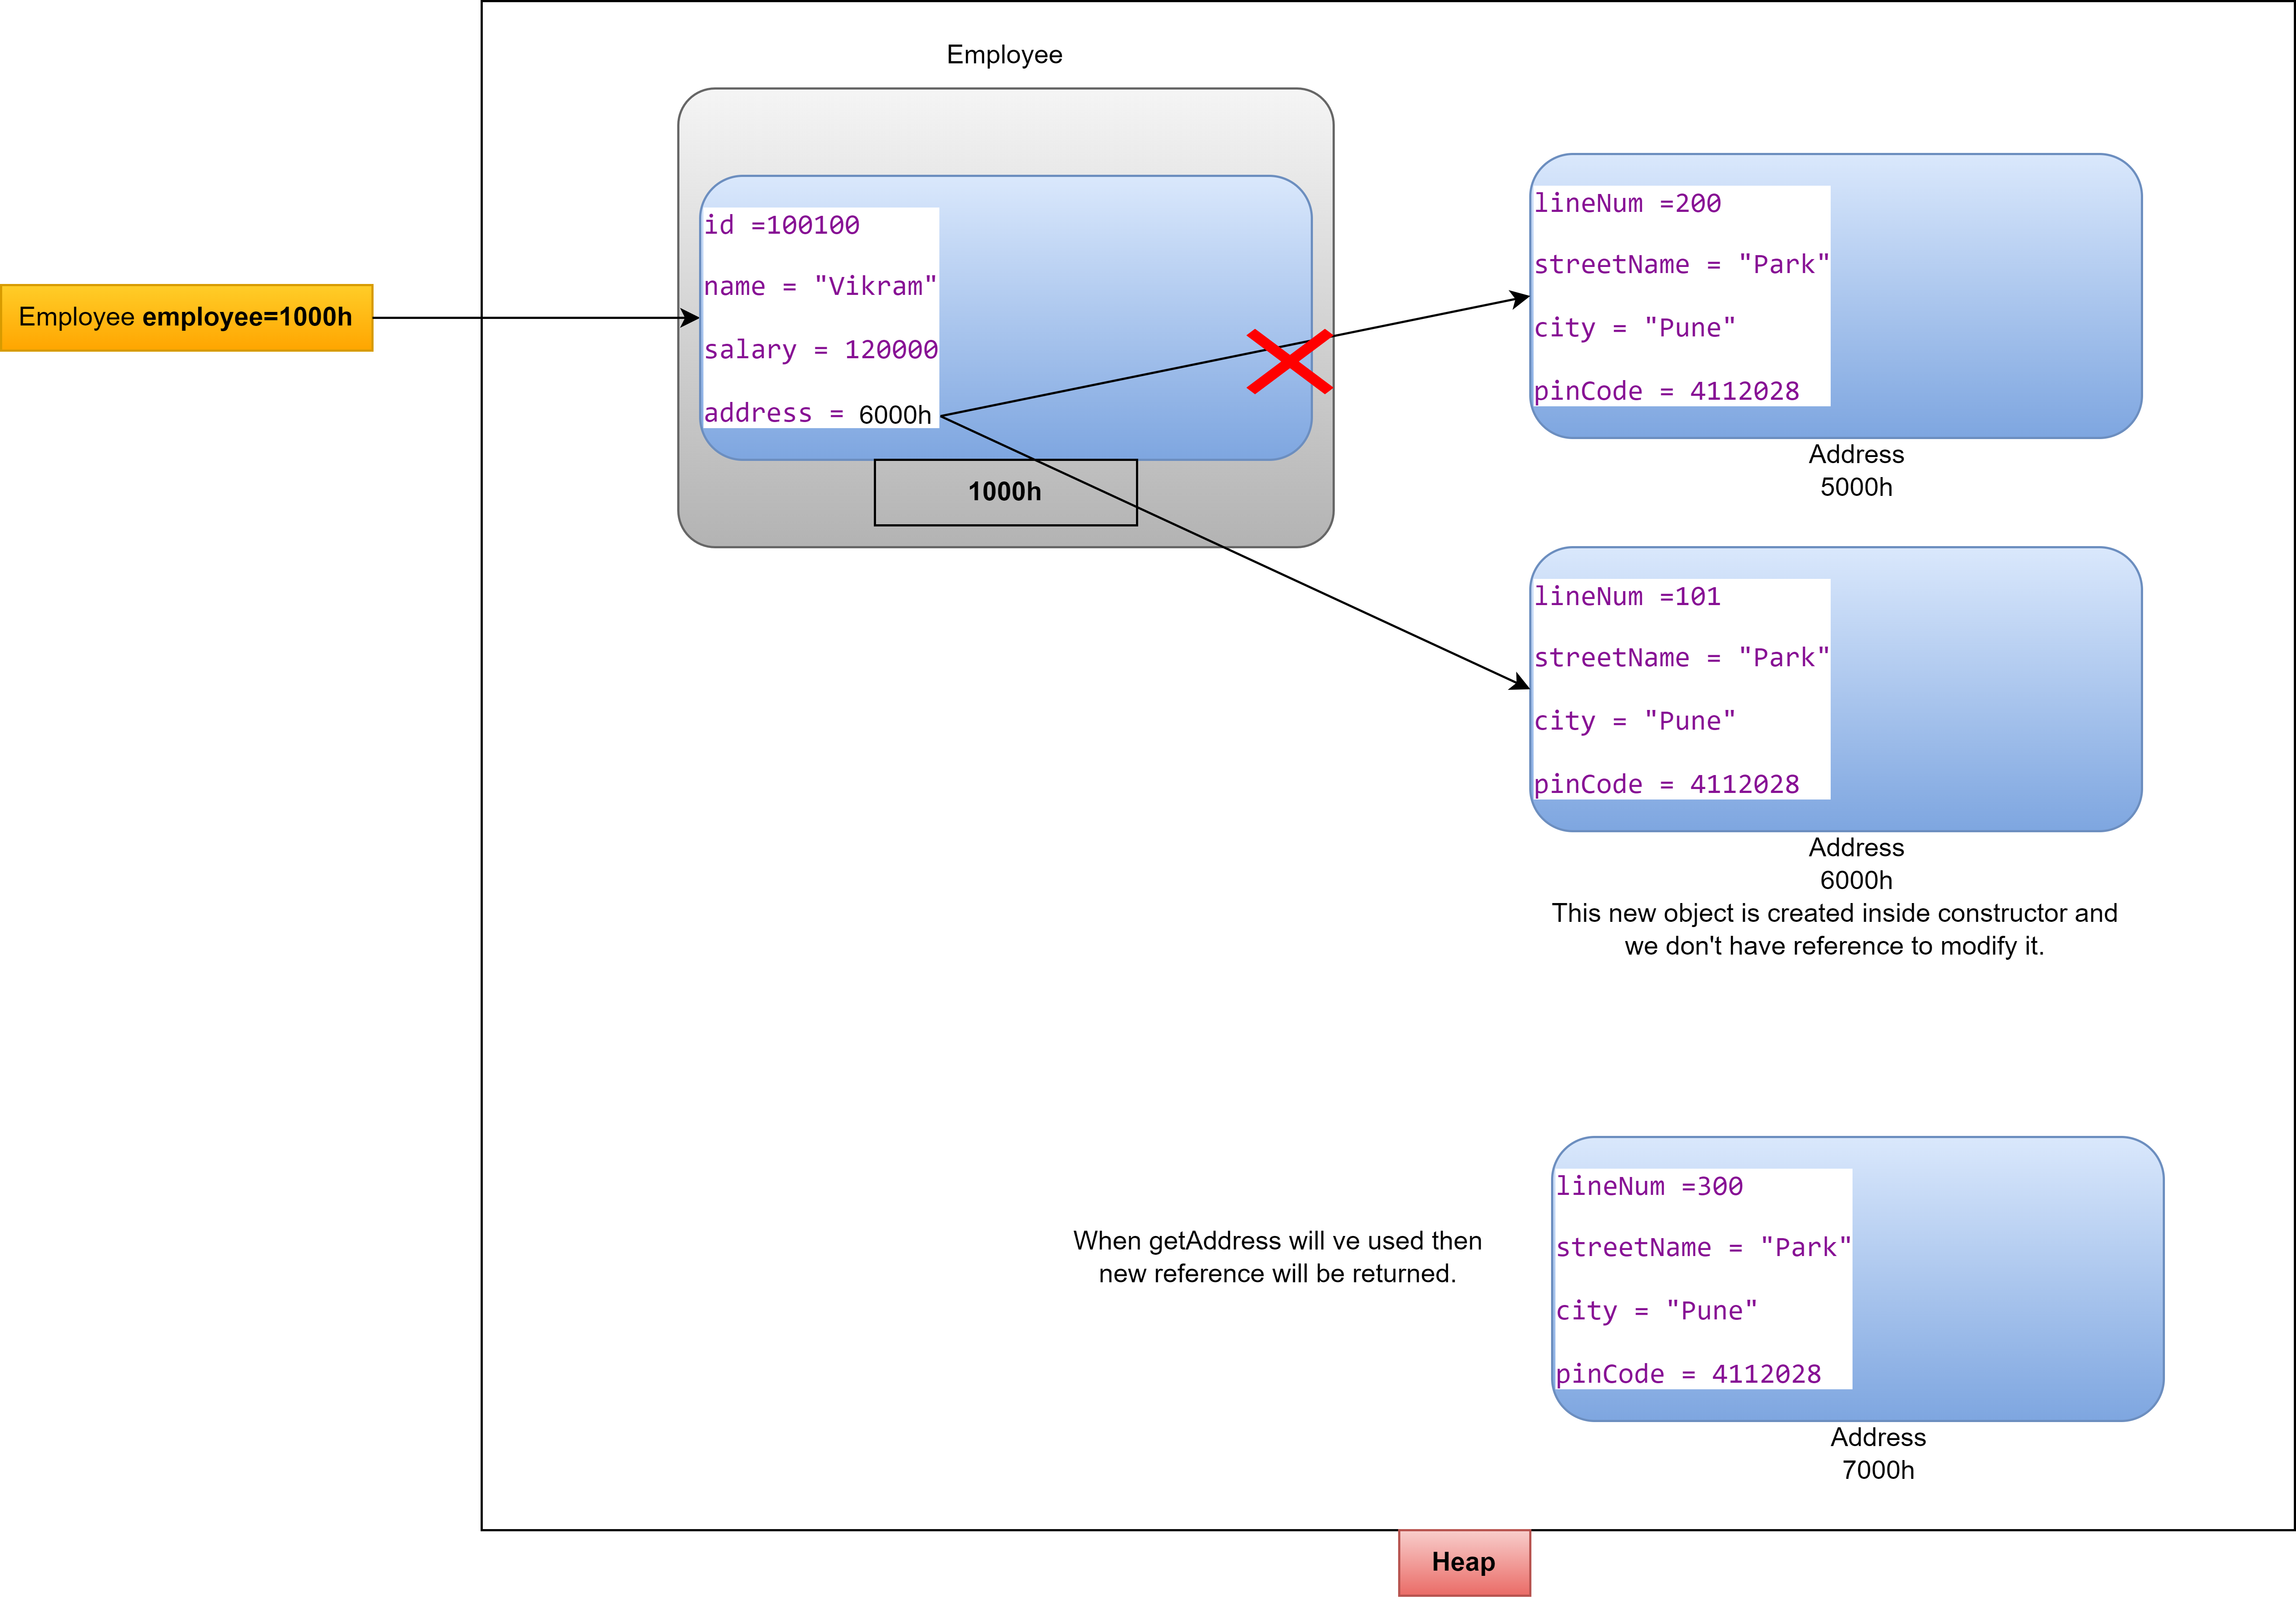 Employee
Employee employee=1000h
id =100100
name = "Vikram"
salary = 120000
address = 6000h
1000h
lineNum =200
streetName = "Park"
city = "Pune"
pinCode = 4112028
Address
5000h
lineNum =101
streetName = "Park"
city = "Pune"
pinCode = 4112028
Address
6000h
This new object is created inside constructor and
we don't have reference to modify it.
When getAddress will ve used then
new reference will be returned.
lineNum =300
streetName = "Park"
city = "Pune"
pinCode = 4112028
Address
7000h
Heap